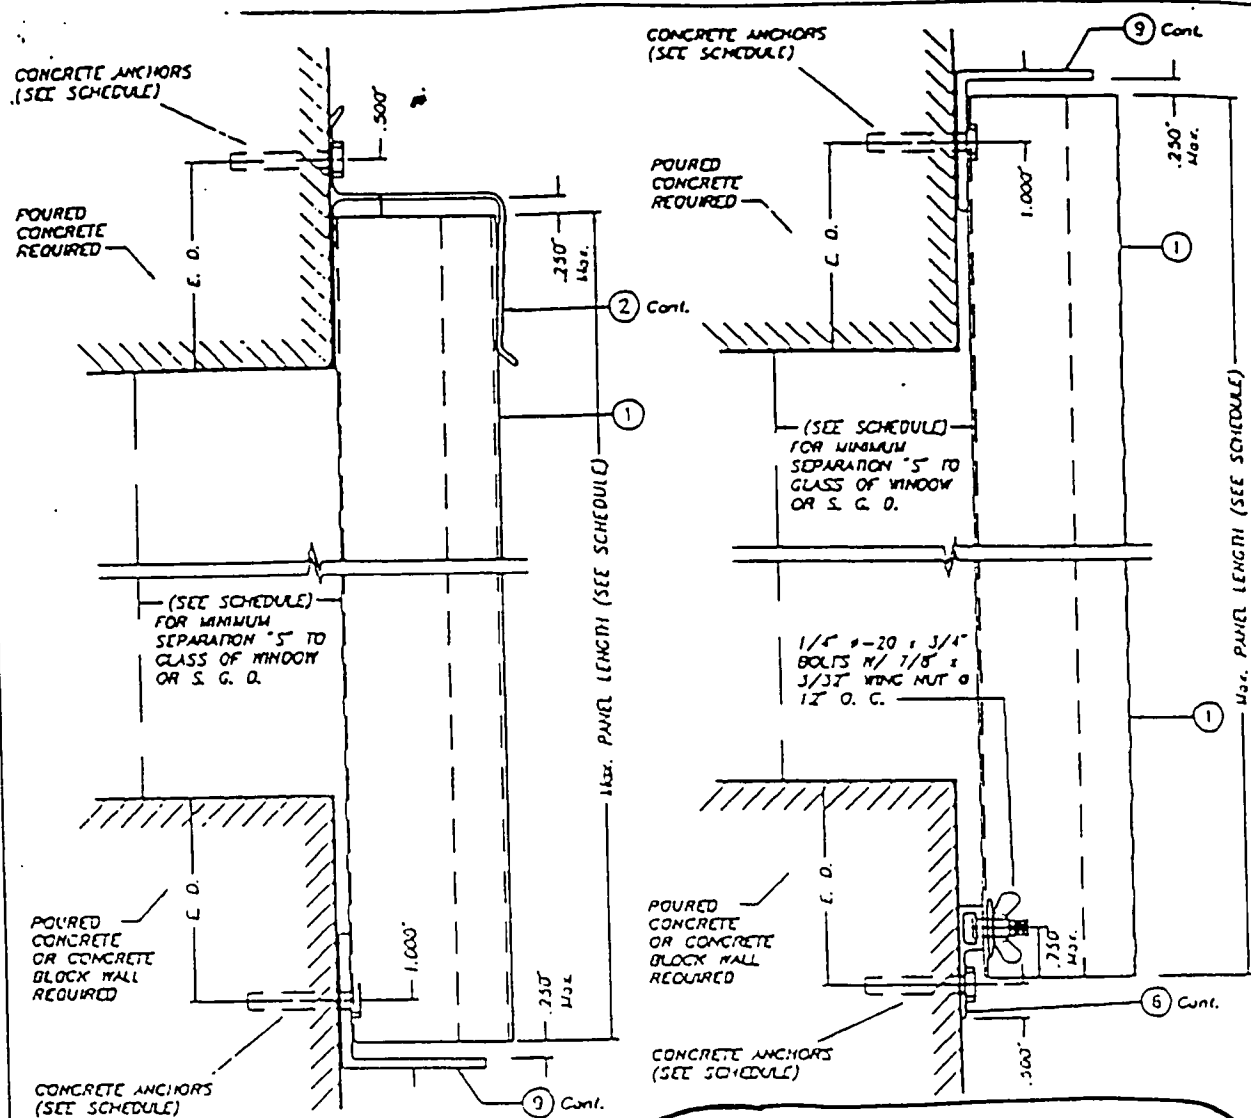 CONCRETE ANCHORS
(SEE SCHEDULE)
.500"
POURED
CONCRETE
REQUIRED
E. D.
.250"
Max.
2 Cont.
1
(SEE SCHEDULE)
FOR MINIMUM
SEPARATION "S" TO
GLASS OF WINDOW
OR S. G. D.
Max. PANEL LENGTH (SEE SCHEDULE)
E. D.
POURED
CONCRETE
OR CONCRETE
BLOCK WALL
REQUIRED
1.000"
.250"
Max.
CONCRETE ANCHORS
(SEE SCHEDULE)
9 Cont.
CONCRETE ANCHORS
(SEE SCHEDULE)
9 Cont.
.250"
Max.
POURED
CONCRETE
REQUIRED
1.000"
E. D.
1
(SEE SCHEDULE)
FOR MINIMUM
SEPARATION "S" TO
GLASS OF WINDOW
OR S. G. D.
Max. PANEL LENGTH (SEE SCHEDULE)
1/4" ø-20 x 3/4"
BOLTS W/ 7/8" x
3/32" WING NUT @
12" O. C.
1
E. D.
POURED
CONCRETE
OR CONCRETE
BLOCK WALL
REQUIRED
Max.
6 Cont.
CONCRETE ANCHORS
(SEE SCHEDULE)
.500"